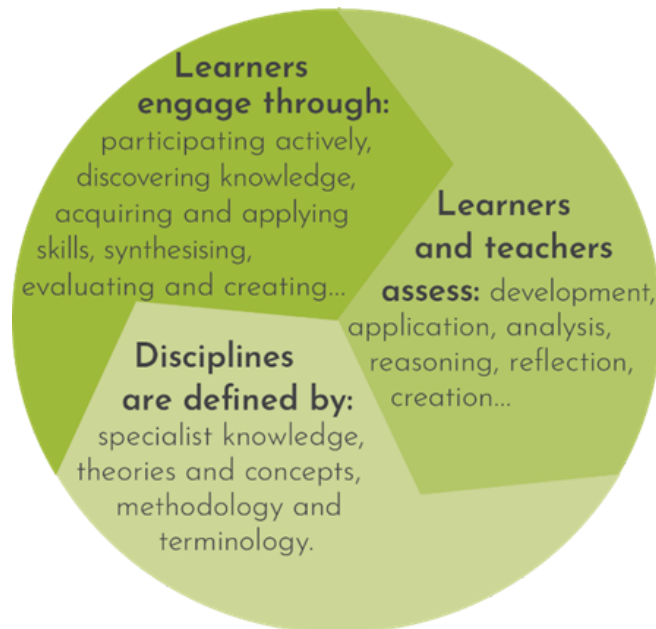 Learners
engage through:
participating actively,
discovering knowledge,
acquiring and applying
skills, synthesising,
evaluating and creating...
Learners
and teachers
assess: development,
application, analysis,
reasoning, reflection,
creation...
Disciplines
are defined by:
specialist knowledge,
theories and concepts,
methodology and
terminology.